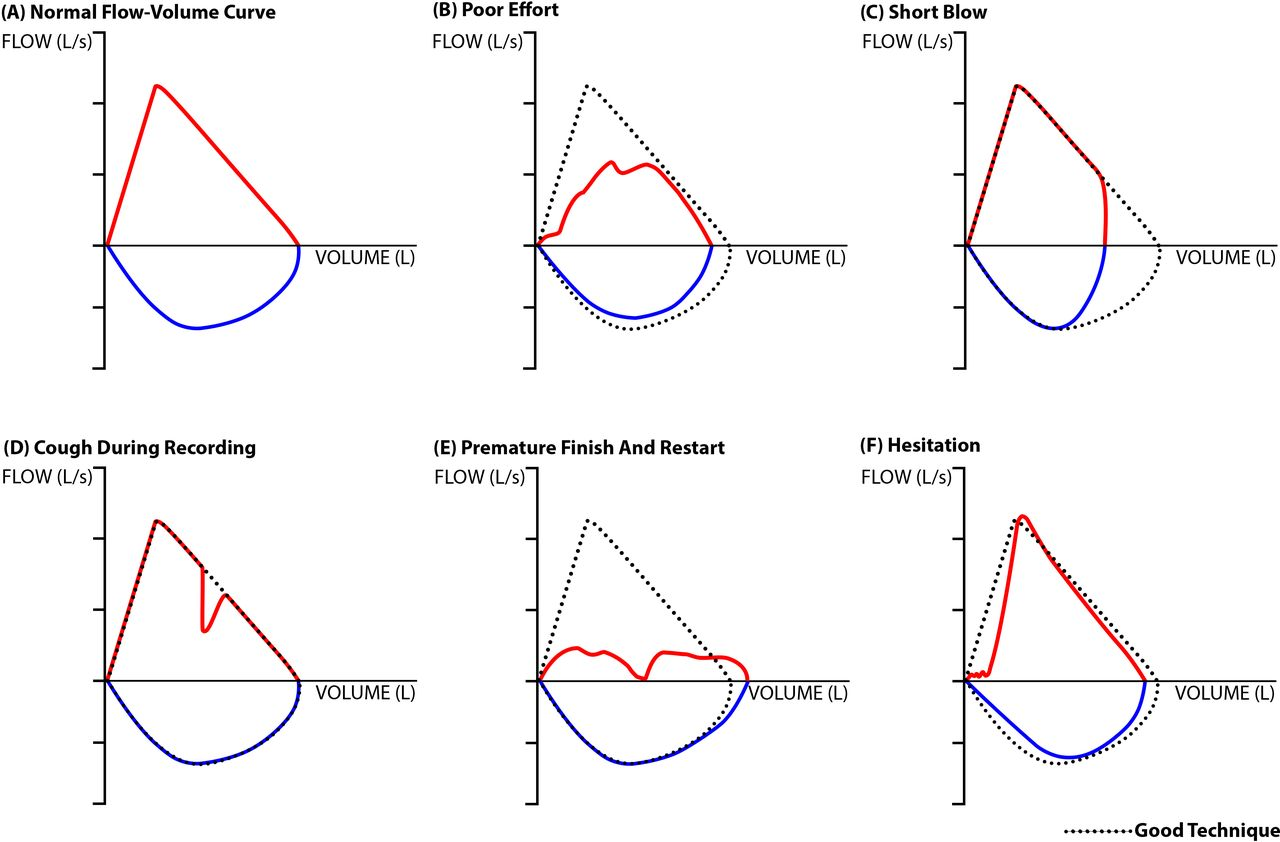 (A) Normal Flow-Volume Curve
FLOW (L/s)
VOLUME (L)
(B) Poor Effort
FLOW (L/s)
VOLUME (L)
(C) Short Blow
FLOW (L/s)
VOLUME (L)
(D) Cough During Recording
FLOW (L/s)
VOLUME (L)
(E) Premature Finish And Restart
FLOW (L/s)
VOLUME (L)
(F) Hesitation
FLOW (L/s)
VOLUME (L)
Good Technique